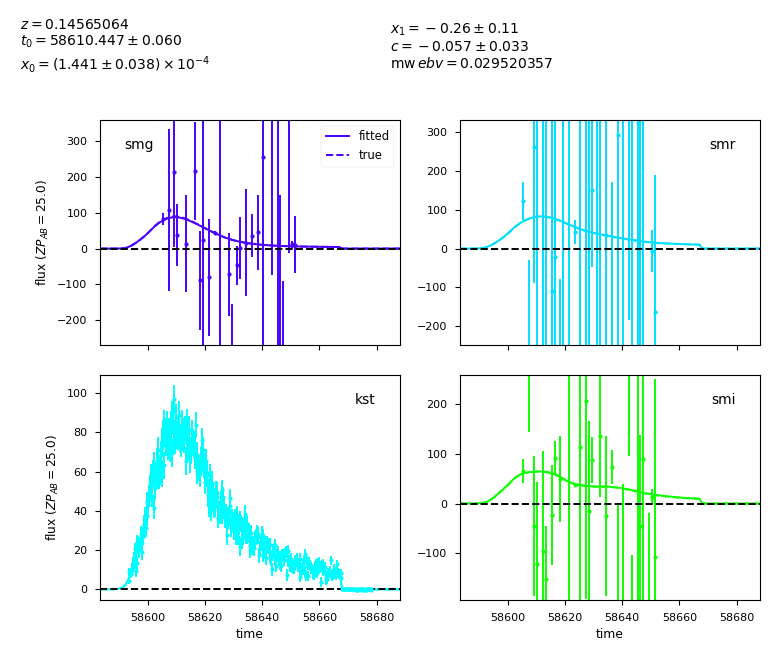 z = 0.14565064
t₀ = 58610.447 ± 0.060
x₀ = (1.441 ± 0.038) × 10⁻⁴
x₁ = −0.26 ± 0.11
c = −0.057 ± 0.033
mw ebv = 0.029520357
smg
fitted
true
300
200
100
0
−100
−200
flux (ZP_AB = 25.0)
smr
300
200
100
0
−100
−200
kst
100
80
60
40
20
0
flux (ZP_AB = 25.0)
58600 58620 58640 58660 58680
time
smi
200
100
0
−100
58600 58620 58640 58660 58680
time